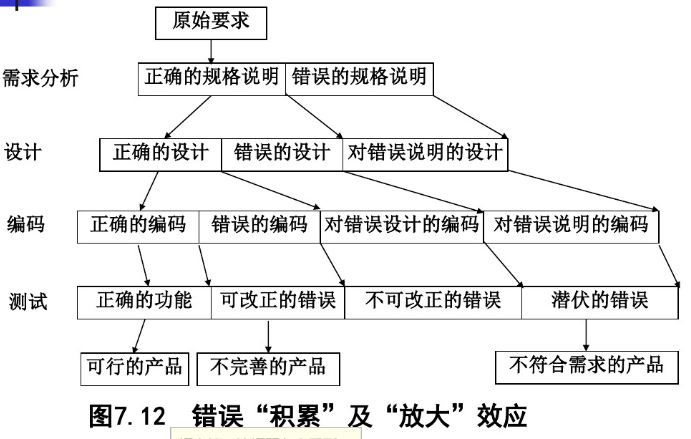 原始要求
需求分析
正确的规格说明 错误的规格说明
设计
正确的设计 错误的设计 对错误说明的设计
编码
正确的编码 错误的编码 对错误设计的编码 对错误说明的编码
测试
正确的功能 可改正的错误 不可改正的错误 潜伏的错误
可行的产品 不完善的产品 不符合需求的产品
图7.12 错误“积累”及“放大”效应